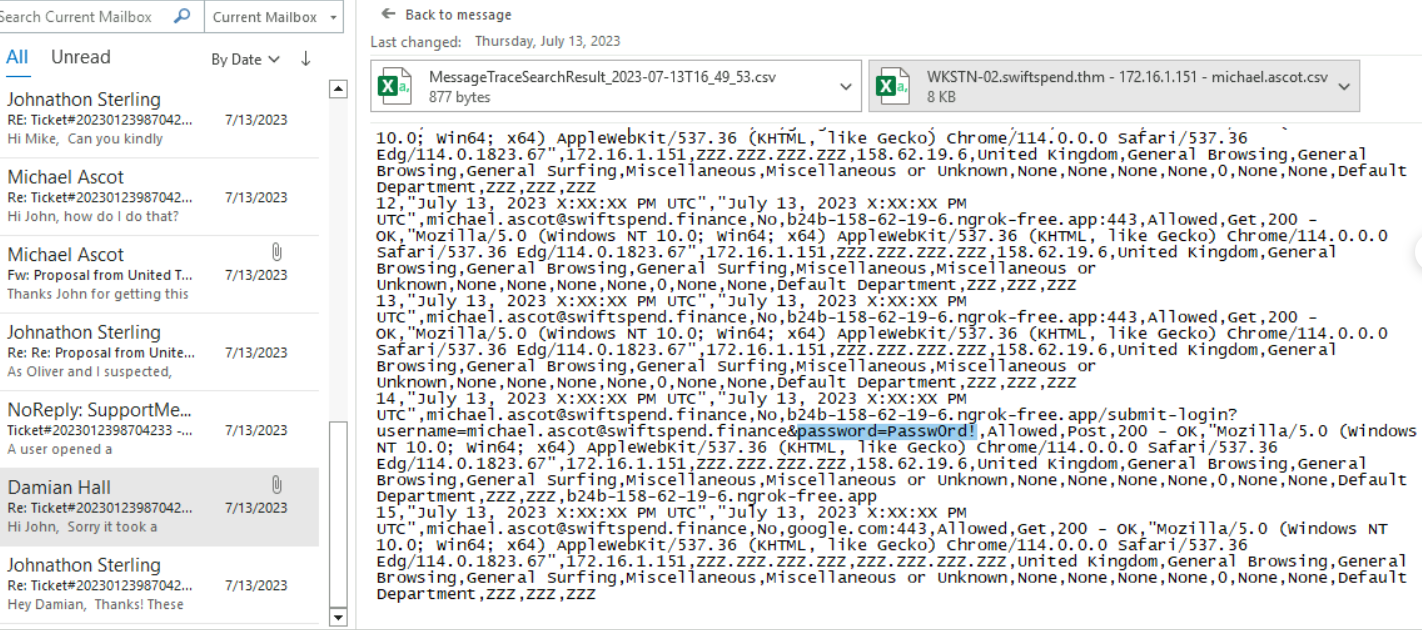 Search Current Mailbox
Current Mailbox
All Unread By Date
Johnathon Sterling
RE: Ticket#20230123987042... 7/13/2023
Hi Mike, Can you kindly
Michael Ascot
Re: Ticket#20230123987042... 7/13/2023
Hi John, how do I do that?
Michael Ascot
Fw: Proposal from United T... 7/13/2023
Thanks John for getting this
Johnathon Sterling
Re: Re: Proposal from Unite... 7/13/2023
As Oliver and I suspected,
NoReply: SupportMe...
Ticket#2023012398704233 -... 7/13/2023
A user opened a
Damian Hall
Re: Ticket#20230123987042... 7/13/2023
Hi John, Sorry it took a
Johnathon Sterling
Re: Ticket#20230123987042... 7/13/2023
Hey Damian, Thanks! These
Back to message
Last changed: Thursday, July 13, 2023
MessageTraceSearchResult_2023-07-13T16_49_53.csv
877 bytes
WKSTN-02.swiftspend.thm - 172.16.1.151 - michael.ascot.csv
8 KB
10.0; Win64; x64) AppleWebKit/537.36 (KHTML, like Gecko) Chrome/114.0.0.0 Safari/537.36
Edg/114.0.1823.67",172.16.1.151,zzz.zzz.zzz.zzz,158.62.19.6,United Kingdom,General Browsing,General
Browsing,General Surfing,Miscellaneous,Miscellaneous or Unknown,None,None,None,None,0,None,None,Default
Department,ZZZ,ZZZ,ZZZ
12,"July 13, 2023 X:XX:XX PM UTC","July 13, 2023 X:XX:XX PM
UTC",michael.ascot@swiftspend.finance,No,b24b-158-62-19-6.ngrok-free.app:443,Allowed,Get,200 -
OK,"Mozilla/5.0 (Windows NT 10.0; Win64; x64) AppleWebKit/537.36 (KHTML, like Gecko) Chrome/114.0.0.0
Safari/537.36 Edg/114.0.1823.67",172.16.1.151,zzz.zzz.zzz.zzz,158.62.19.6,United Kingdom,General
Browsing,General Browsing,General Surfing,Miscellaneous,Miscellaneous or
Unknown,None,None,None,None,0,None,None,Default Department,ZZZ,ZZZ,ZZZ
13,"July 13, 2023 X:XX:XX PM UTC","July 13, 2023 X:XX:XX PM
UTC",michael.ascot@swiftspend.finance,No,b24b-158-62-19-6.ngrok-free.app:443,Allowed,Get,200 -
OK,"Mozilla/5.0 (Windows NT 10.0; Win64; x64) AppleWebKit/537.36 (KHTML, like Gecko) Chrome/114.0.0.0
Safari/537.36 Edg/114.0.1823.67",172.16.1.151,zzz.zzz.zzz.zzz,158.62.19.6,United Kingdom,General
Browsing,General Browsing,General Surfing,Miscellaneous,Miscellaneous or
Unknown,None,None,None,None,0,None,None,Default Department,ZZZ,ZZZ,ZZZ
14,"July 13, 2023 X:XX:XX PM UTC","July 13, 2023 X:XX:XX PM
UTC",michael.ascot@swiftspend.finance,No,b24b-158-62-19-6.ngrok-free.app/submit-login?
username=michael.ascot@swiftspend.finance&password=Passw0rd!,Allowed,Post,200 - OK,"Mozilla/5.0 (Windows
NT 10.0; Win64; x64) AppleWebKit/537.36 (KHTML, like Gecko) Chrome/114.0.0.0 Safari/537.36
Edg/114.0.1823.67",172.16.1.151,zzz.zzz.zzz.zzz,158.62.19.6,United Kingdom,General Browsing,General
Browsing,General Surfing,Miscellaneous,Miscellaneous or Unknown,None,None,None,None,0,None,None,Default
Department,ZZZ,ZZZ,b24b-158-62-19-6.ngrok-free.app
15,"July 13, 2023 X:XX:XX PM UTC","July 13, 2023 X:XX:XX PM
UTC",michael.ascot@swiftspend.finance,No,google.com:443,Allowed,Get,200 - OK,"Mozilla/5.0 (Windows NT
10.0; Win64; x64) AppleWebKit/537.36 (KHTML, like Gecko) Chrome/114.0.0.0 Safari/537.36
Edg/114.0.1823.67",172.16.1.151,zzz.zzz.zzz.zzz,zzz.zzz.zzz.zzz,United Kingdom,General Browsing,General
Browsing,General Surfing,Miscellaneous,Miscellaneous or Unknown,None,None,None,None,0,None,None,Default
Department,ZZZ,ZZZ,ZZZ